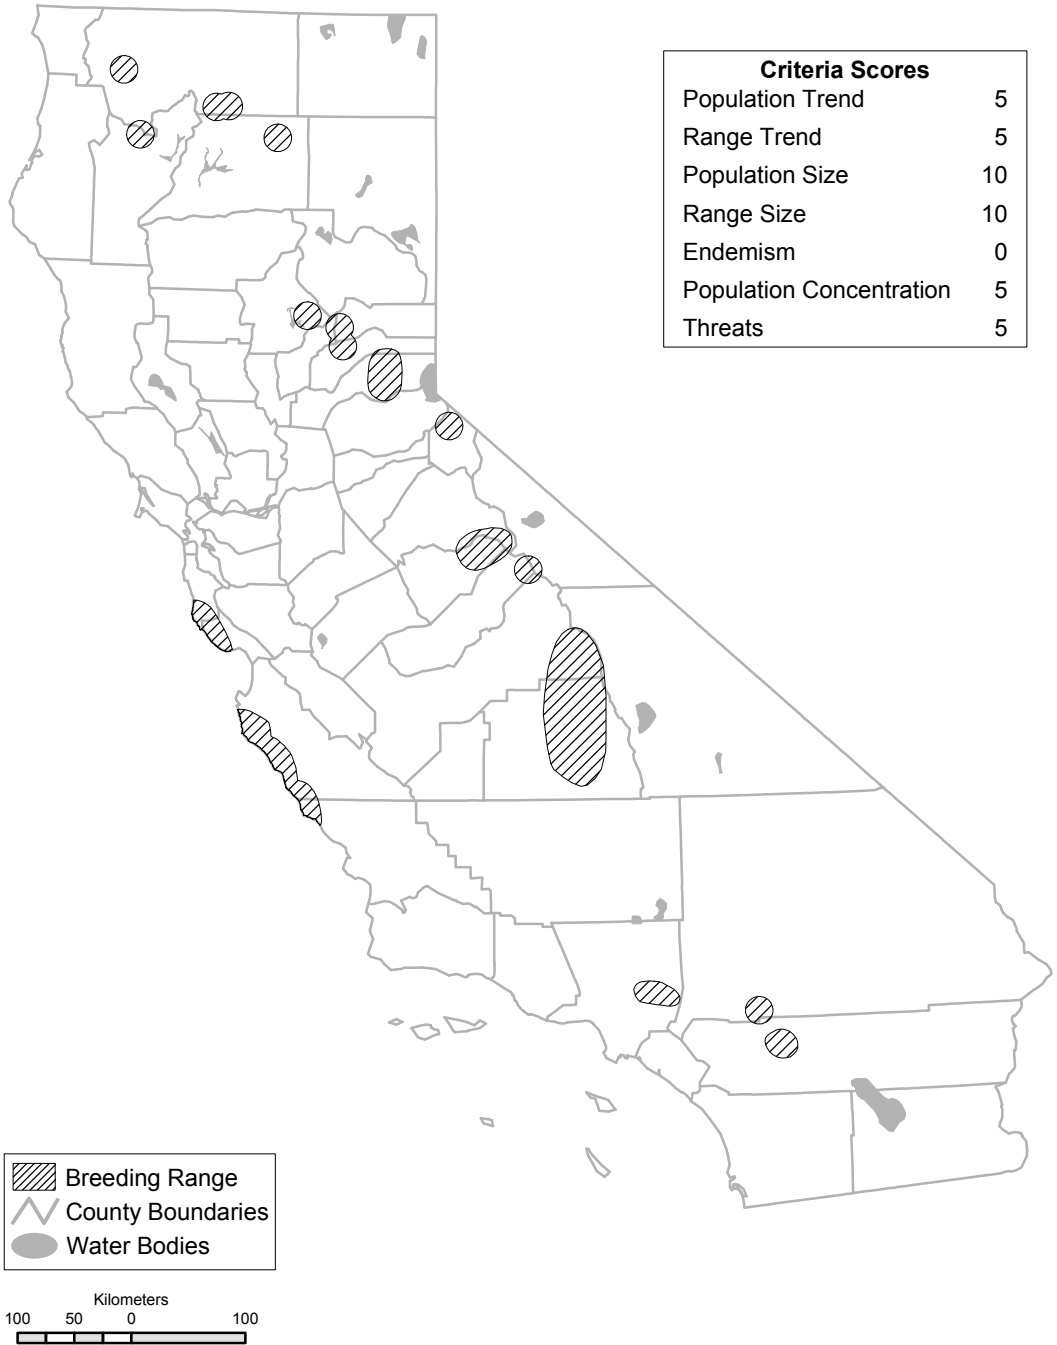 Criteria Scores
Population Trend 5
Range Trend 5
Population Size 10
Range Size 10
Endemism 0
Population Concentration 5
Threats 5
Breeding Range
County Boundaries
Water Bodies
Kilometers
100 50 0 100